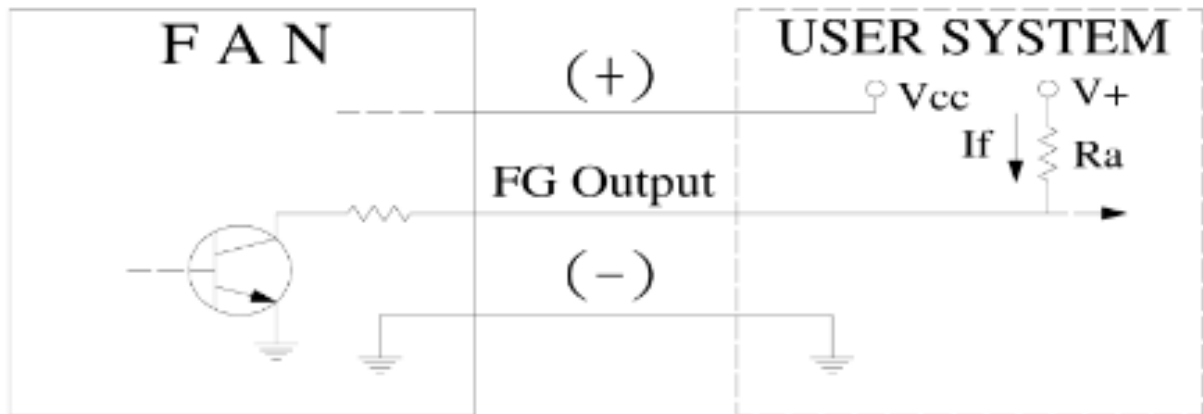 F A N
USER SYSTEM
(+)
Vcc
V+
If
Ra
FG Output
(-)